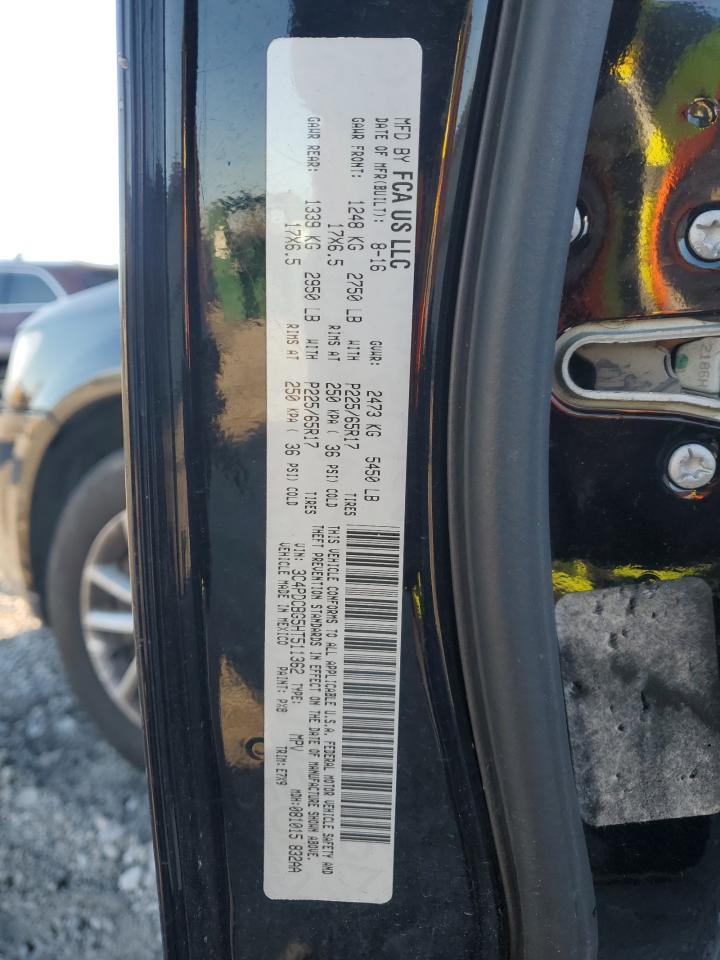 MFD BY FCA US LLC
DATE OF MFR(BUILT): 8-16 GVWR: 2473 KG 5450 LB
GAWR FRONT: 1248 KG 2750 LB WITH P225/65R17 TIRES
17X6.5 RIMS AT 250 KPA ( 36 PSI) COLD
GAWR REAR: 1339 KG 2950 LB WITH P225/65R17 TIRES
17X6.5 RIMS AT 250 KPA ( 36 PSI) COLD
THIS VEHICLE CONFORMS TO ALL APPLICABLE U.S.A. FEDERAL MOTOR VEHICLE SAFETY AND
THEFT PREVENTION STANDARDS IN EFFECT ON THE DATE OF MANUFACTURE SHOWN ABOVE.
VIN: 3C4PDCBG5HT511362 TYPE: MPV MDH:081015 832AA
VEHICLE MADE IN MEXICO PAINT: PX8 TRIM:E7X9